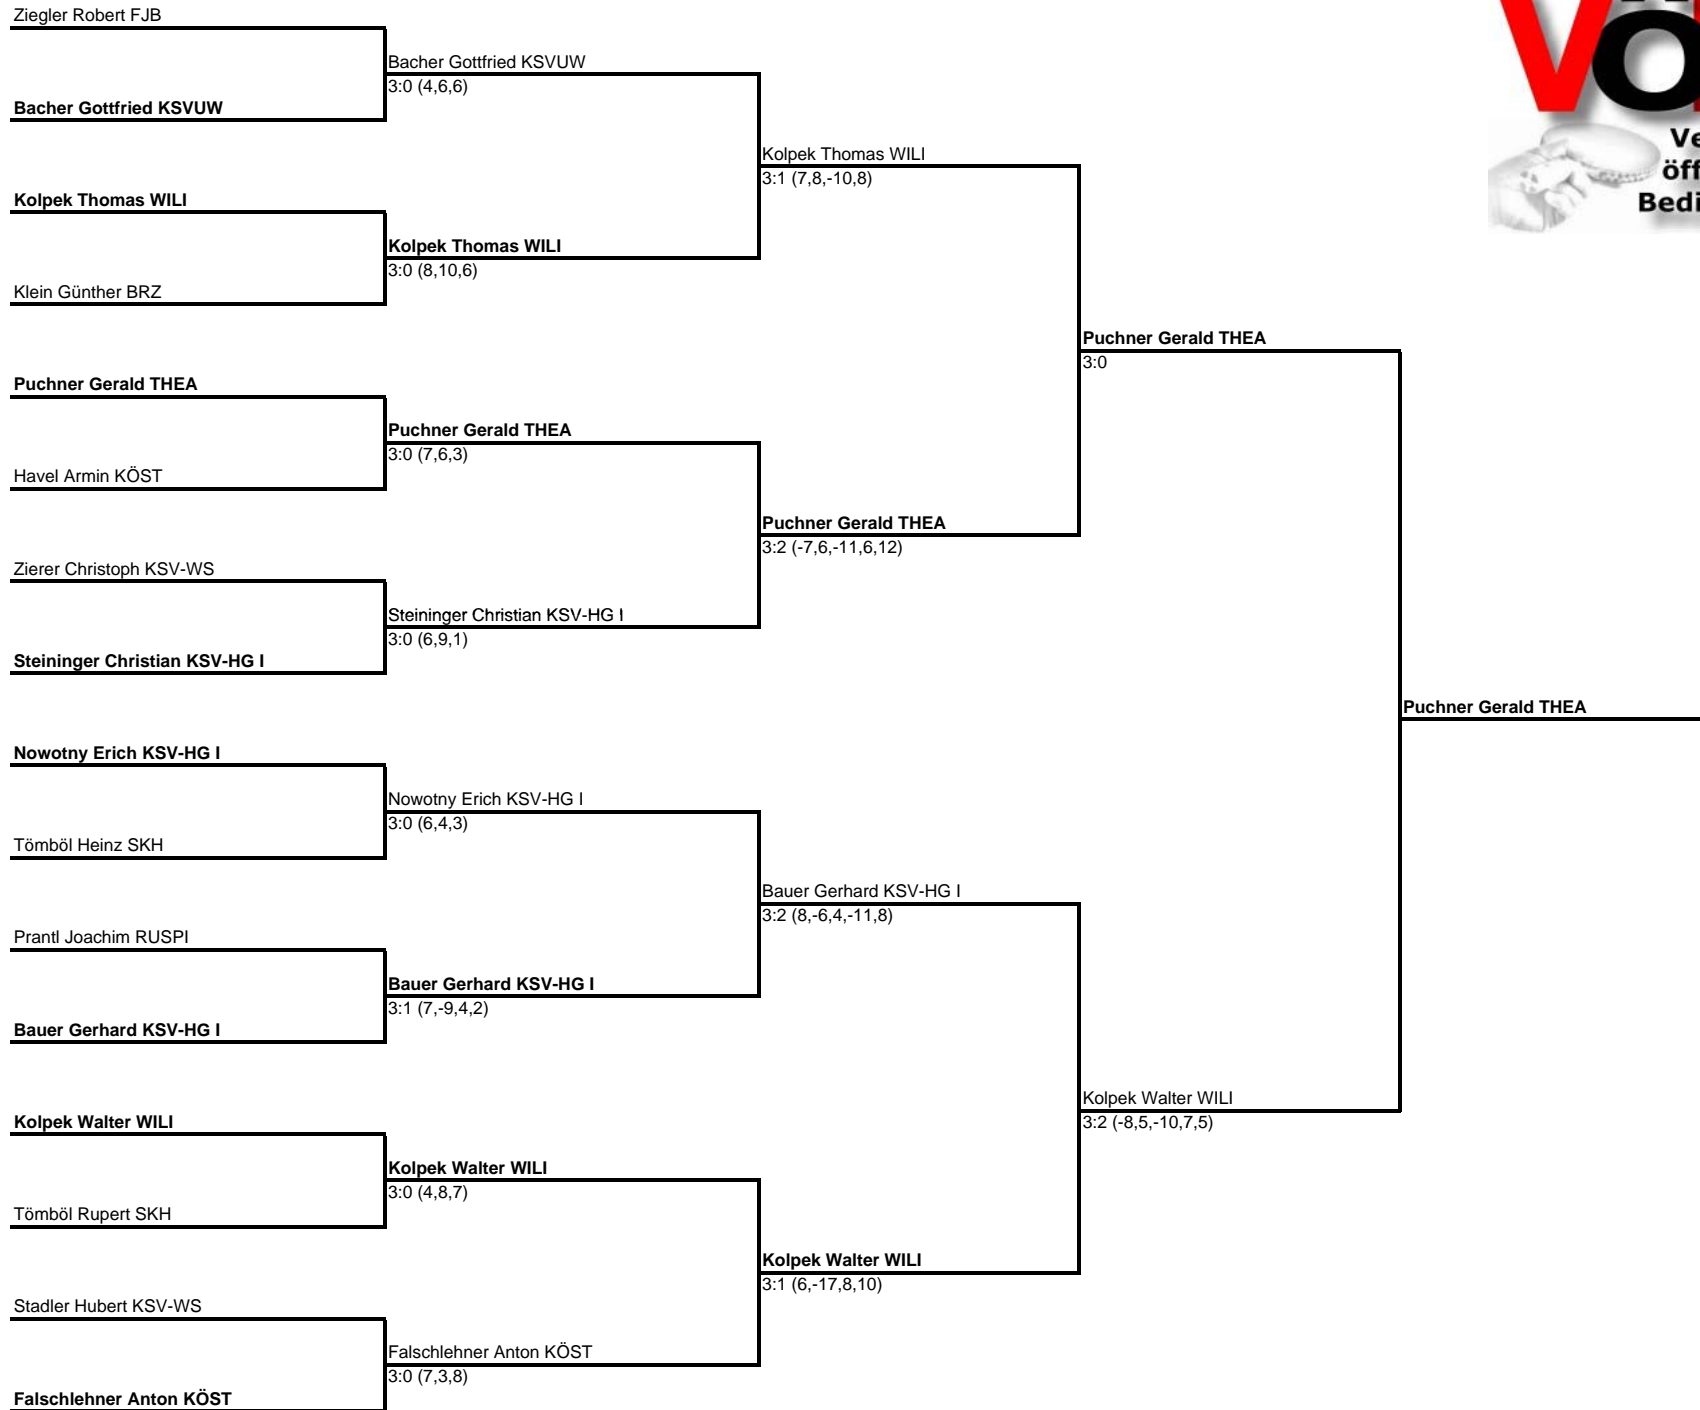 Ziegler Robert FJB
Bacher Gottfried KSVUW
3:0 (4,6,6)
Bacher Gottfried KSVUW
Kolpek Thomas WILI
3:1 (7,8,-10,8)
Kolpek Thomas WILI
Kolpek Thomas WILI
3:0 (8,10,6)
Klein Günther BRZ
Puchner Gerald THEA
3:0
Puchner Gerald THEA
Puchner Gerald THEA
3:0 (7,6,3)
Havel Armin KÖST
Puchner Gerald THEA
3:2 (-7,6,-11,6,12)
Zierer Christoph KSV-WS
Steininger Christian KSV-HG I
3:0 (6,9,1)
Steininger Christian KSV-HG I
Puchner Gerald THEA
Nowotny Erich KSV-HG I
Nowotny Erich KSV-HG I
3:0 (6,4,3)
Tömböl Heinz SKH
Bauer Gerhard KSV-HG I
3:2 (8,-6,4,-11,8)
Prantl Joachim RUSPI
Bauer Gerhard KSV-HG I
3:1 (7,-9,4,2)
Bauer Gerhard KSV-HG I
Kolpek Walter WILI
3:2 (-8,5,-10,7,5)
Kolpek Walter WILI
Kolpek Walter WILI
3:0 (4,8,7)
Tömböl Rupert SKH
Kolpek Walter WILI
3:1 (6,-17,8,10)
Stadler Hubert KSV-WS
Falschlehner Anton KÖST
3:0 (7,3,8)
Falschlehner Anton KÖST